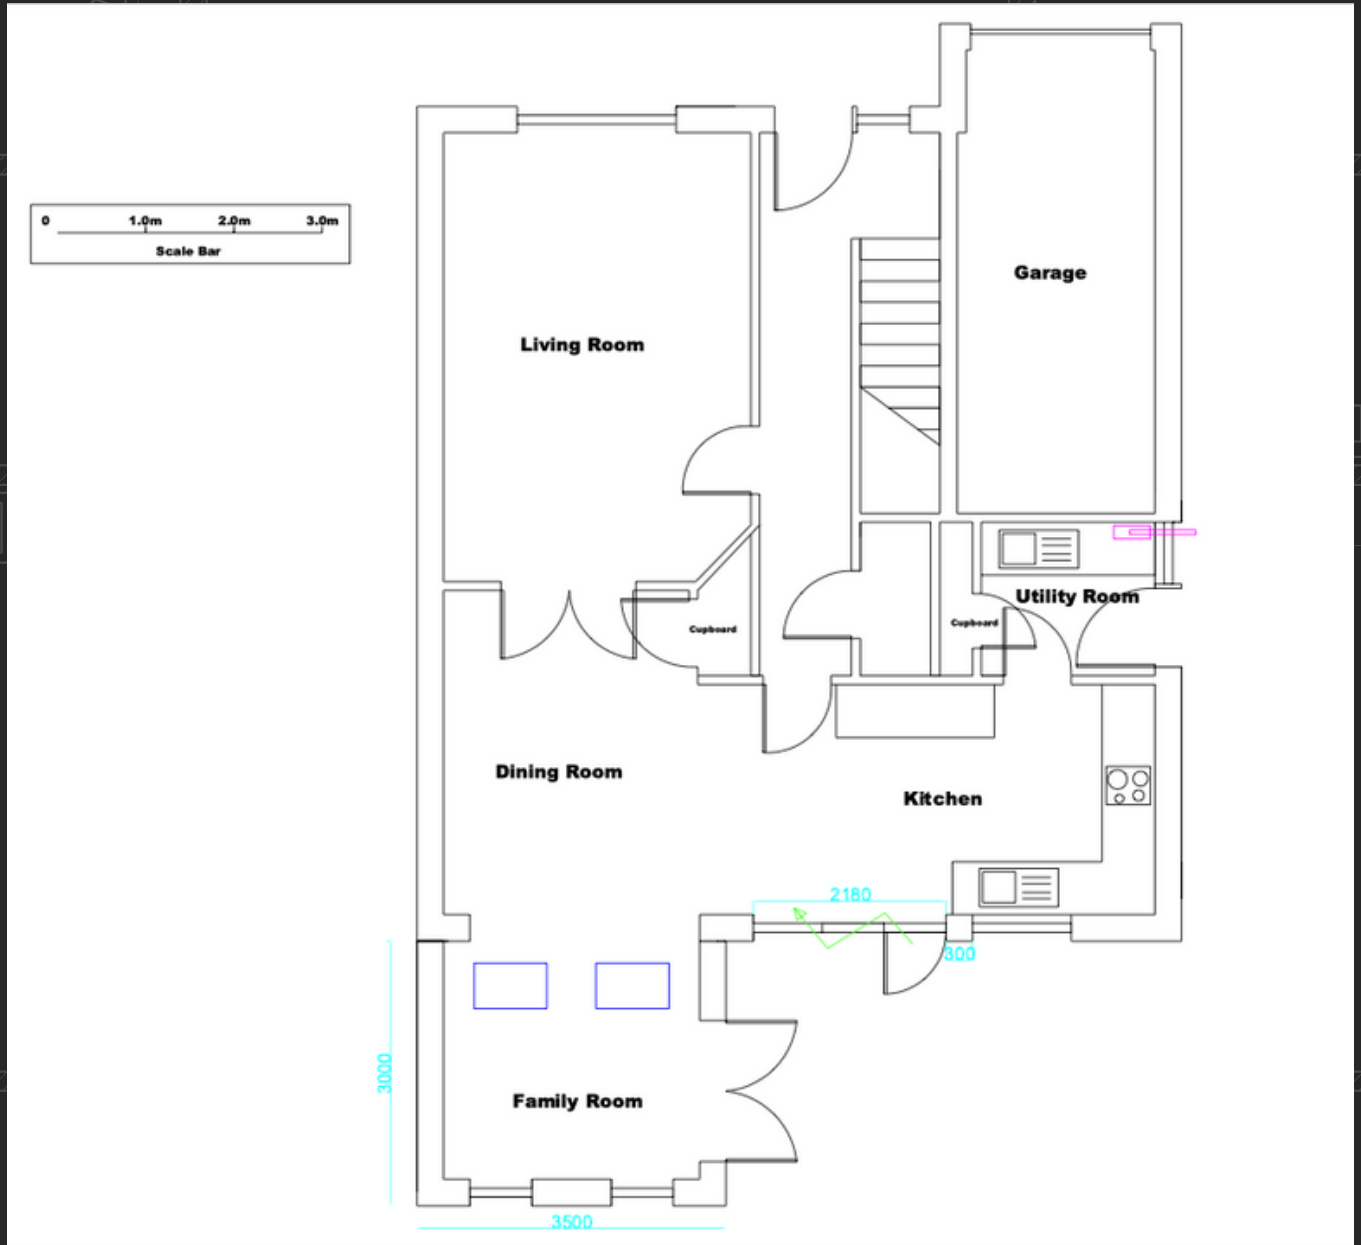 0 1.0m 2.0m 3.0m
Scale Bar
Garage
Living Room
Utility Room
Cupboard
Cupboard
Dining Room
Kitchen
2180
300
3000
Family Room
3500